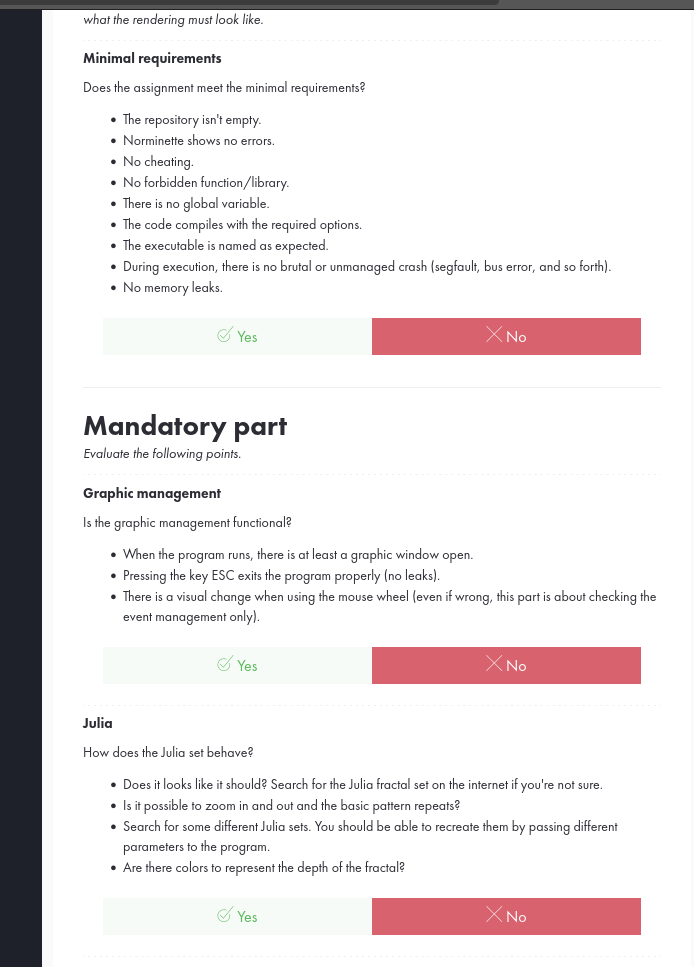 what the rendering must look like.
Minimal requirements
Does the assignment meet the minimal requirements?
• The repository isn't empty.
• Norminette shows no errors.
• No cheating.
• No forbidden function/library.
• There is no global variable.
• The code compiles with the required options.
• The executable is named as expected.
• During execution, there is no brutal or unmanaged crash (segfault, bus error, and so forth).
• No memory leaks.
Yes No
Mandatory part
Evaluate the following points.
Graphic management
Is the graphic management functional?
• When the program runs, there is at least a graphic window open.
• Pressing the key ESC exits the program properly (no leaks).
• There is a visual change when using the mouse wheel (even if wrong, this part is about checking the
event management only).
Yes No
Julia
How does the Julia set behave?
• Does it looks like it should? Search for the Julia fractal set on the internet if you're not sure.
• Is it possible to zoom in and out and the basic pattern repeats?
• Search for some different Julia sets. You should be able to recreate them by passing different
parameters to the program.
• Are there colors to represent the depth of the fractal?
Yes No